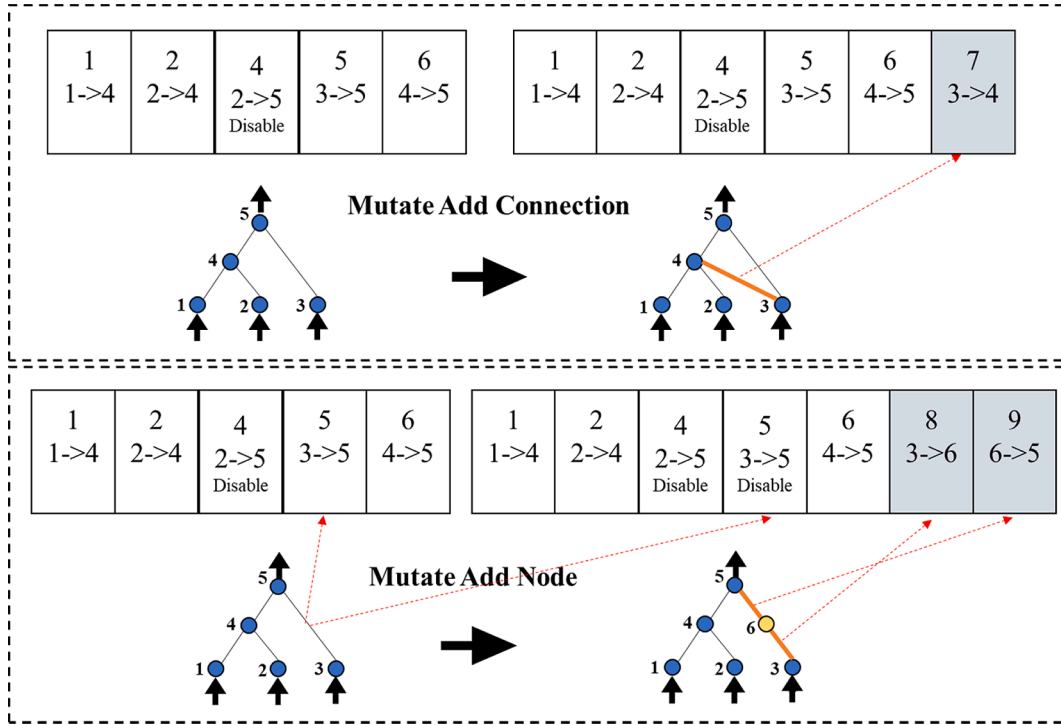 1 2 4 5 6
1->4 2->4 2->5 3->5 4->5
Disable
1 2 4 5 6 7
1->4 2->4 2->5 3->5 4->5 3->4
Disable
Mutate Add Connection
5
4
1 2 3
5
4
1 2 3
1 2 4 5 6
1->4 2->4 2->5 3->5 4->5
Disable
1 2 4 5 6 8 9
1->4 2->4 2->5 3->5 4->5 3->6 6->5
Disable Disable
Mutate Add Node
5
4
1 2 3
5
4 6
1 2 3